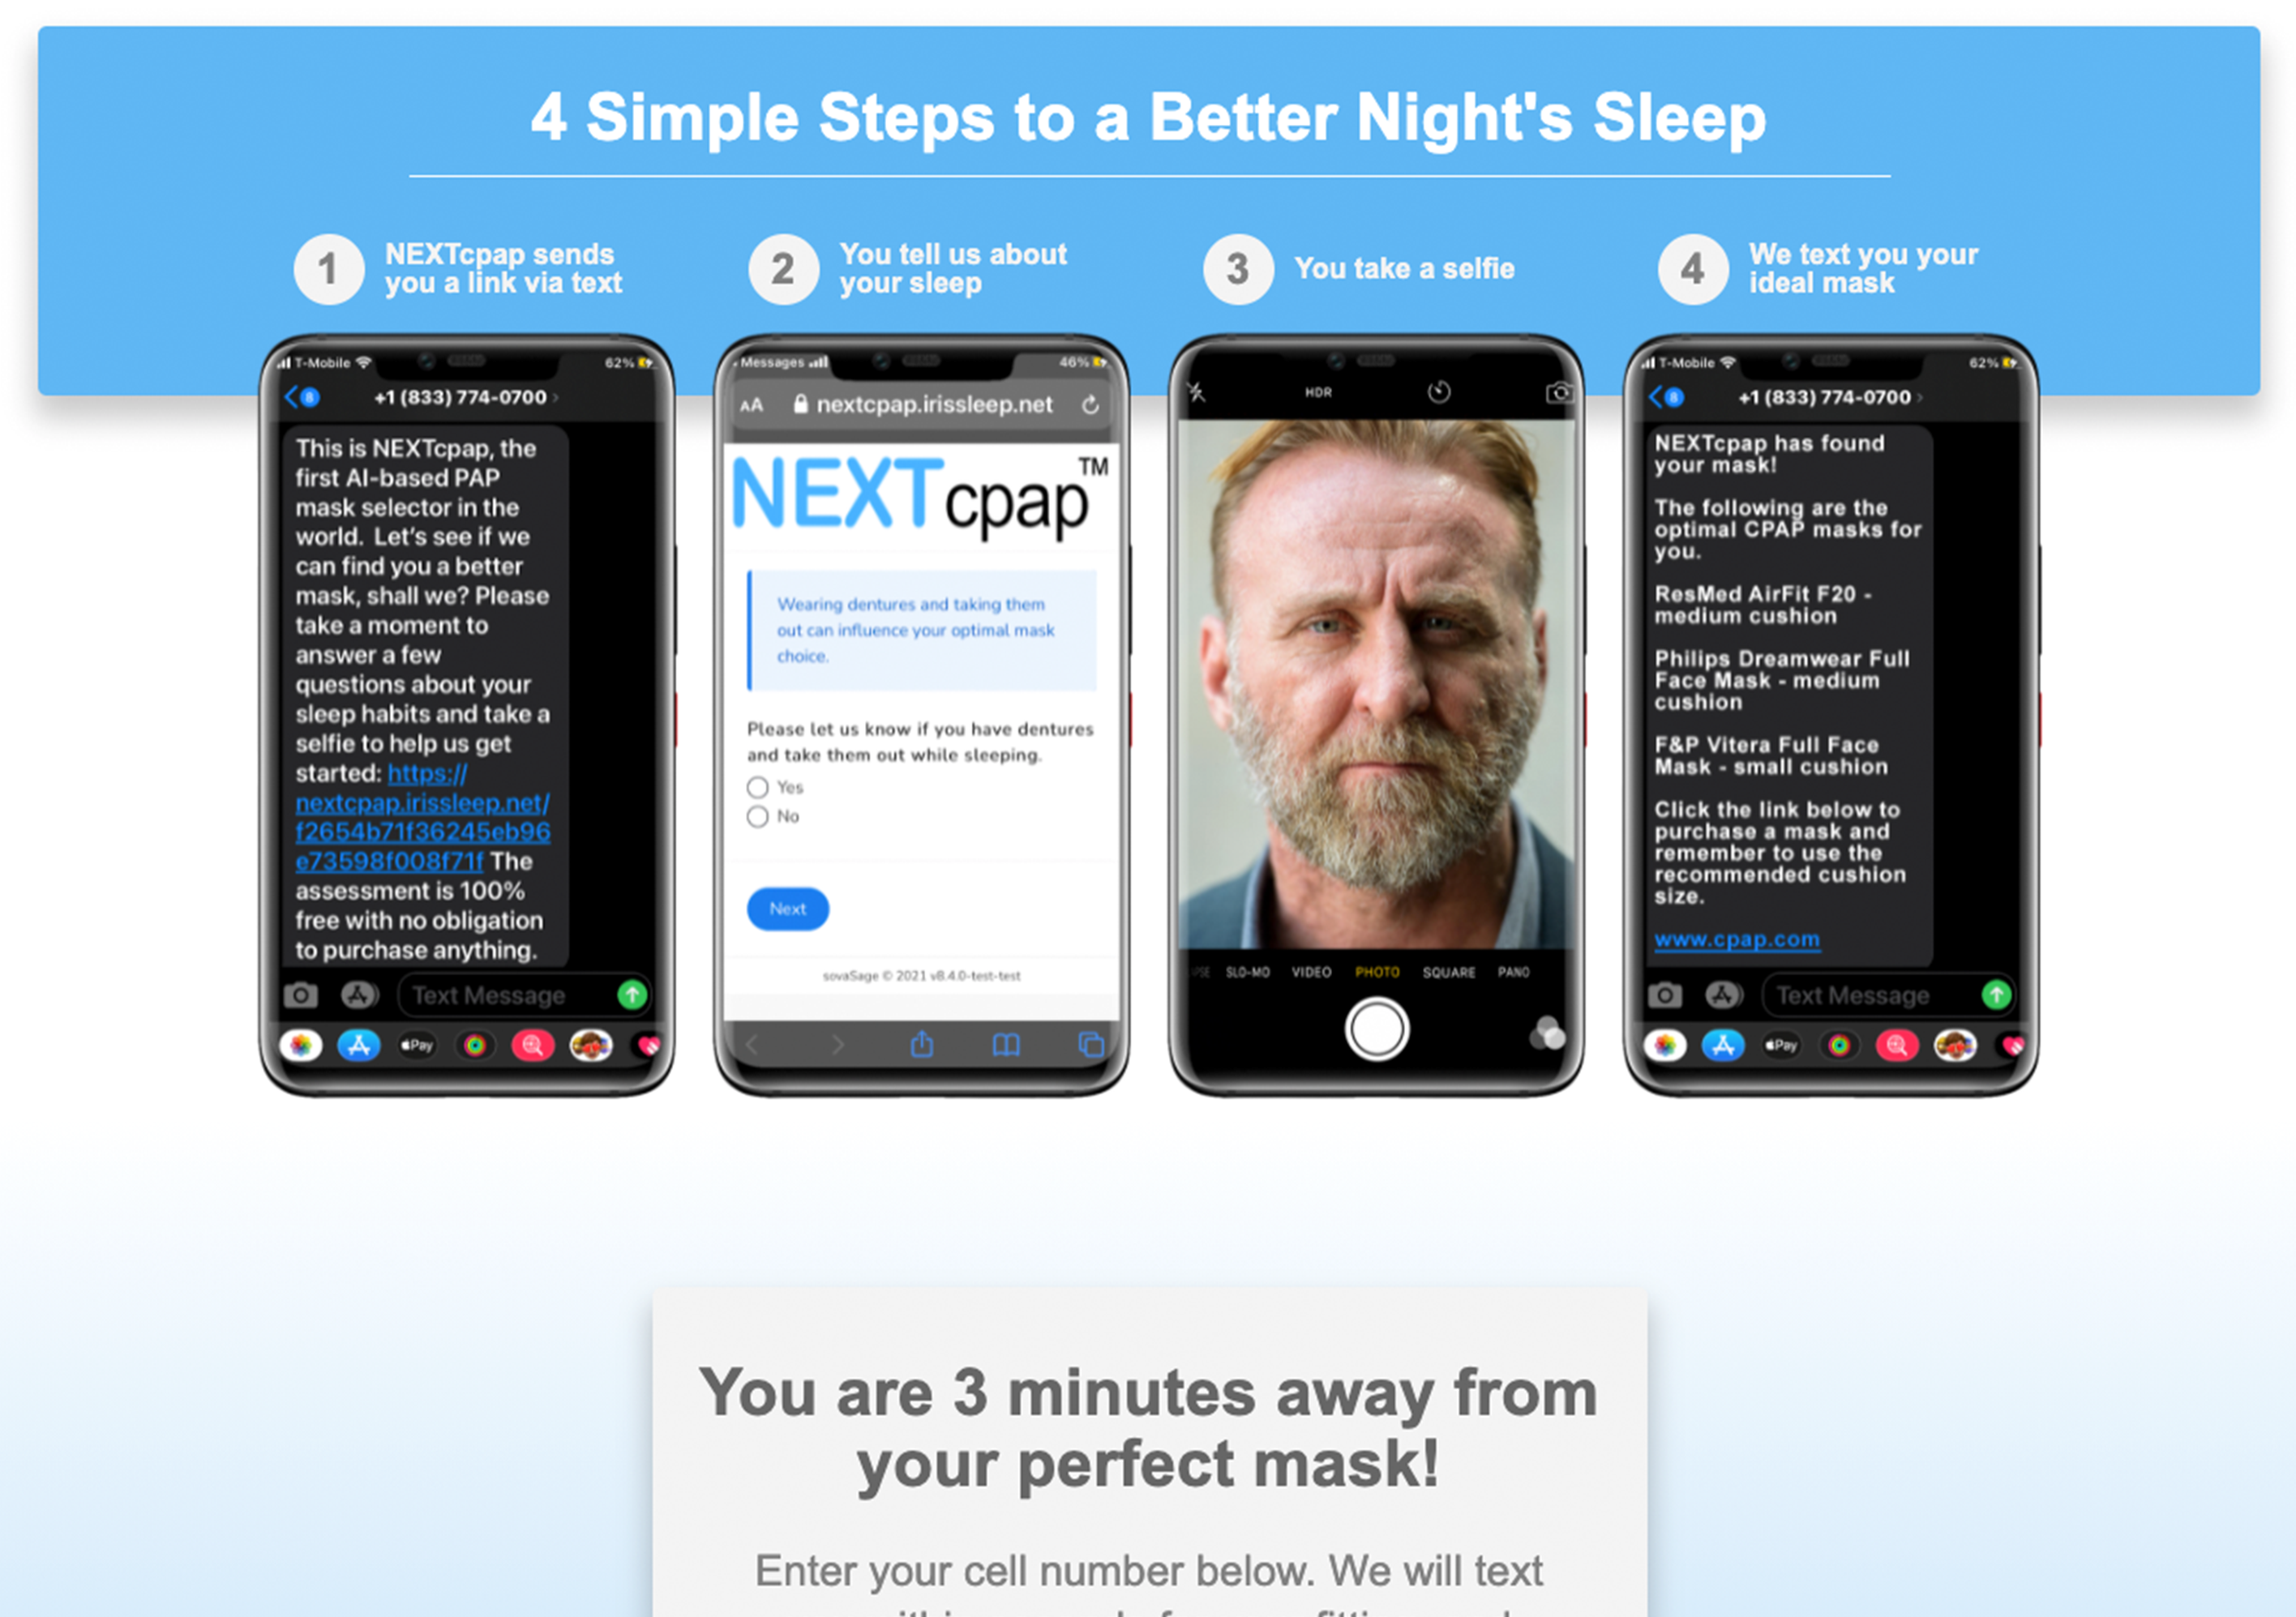 4 Simple Steps to a Better Night's Sleep
1
NEXTcpap sends
you a link via text
2
You tell us about
your sleep
3
You take a selfie
4
We text you your
ideal mask
T-Mobile
62%
8
+1 (833) 774-0700
This is NEXTcpap, the
first AI-based PAP
mask selector in the
world. Let's see if we
can find you a better
mask, shall we? Please
take a moment to
answer a few
questions about your
sleep habits and take a
selfie to help us get
started: https://
nextcpap.irissleep.net/
f2654b71f36245eb96
e73598f008f71f The
assessment is 100%
free with no obligation
to purchase anything.
Text Message
Pay
Messages
46%
AA nextcpap.irissleep.net
NEXTcpap™
Wearing dentures and taking them
out can influence your optimal mask
choice.
Please let us know if you have dentures
and take them out while sleeping.
Yes
No
Next
sovaSage © 2021 v8.4.0-test-test
HDR
SLO-MO VIDEO PHOTO SQUARE PANO
T-Mobile
62%
8
+1 (833) 774-0700
NEXTcpap has found
your mask!
The following are the
optimal CPAP masks for
you.
ResMed AirFit F20 -
medium cushion
Philips Dreamwear Full
Face Mask - medium
cushion
F&P Vitera Full Face
Mask - small cushion
Click the link below to
purchase a mask and
remember to use the
recommended cushion
size.
www.cpap.com
Text Message
Pay
You are 3 minutes away from
your perfect mask!
Enter your cell number below. We will text